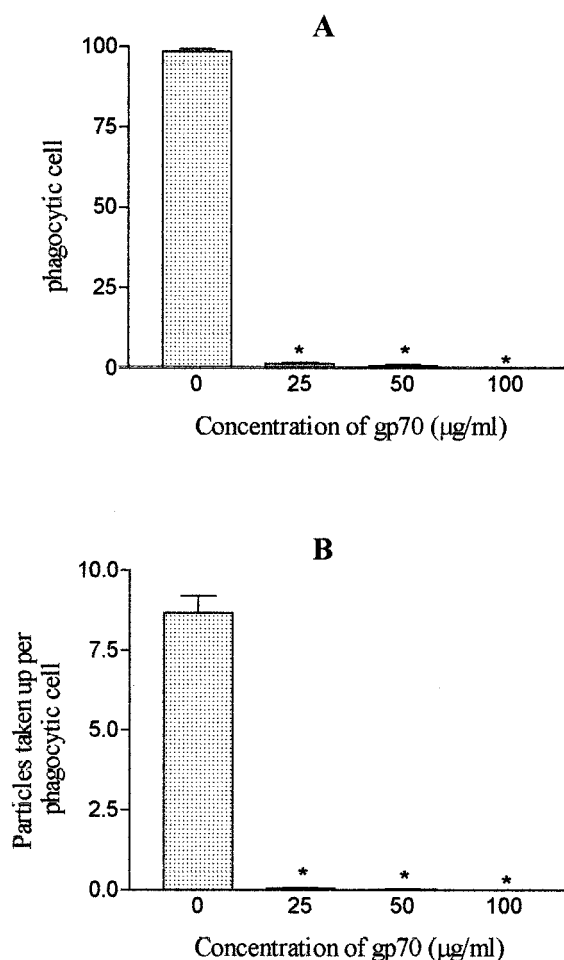 A
100
75
50
25
0
phagocytic cell
* * *
0 25 50 100
Concentration of gp70 (μg/ml)
B
10.0
7.5
5.0
2.5
0.0
Particles taken up per
phagocytic cell
* * *
0 25 50 100
Concentration of gp70 (μg/ml)